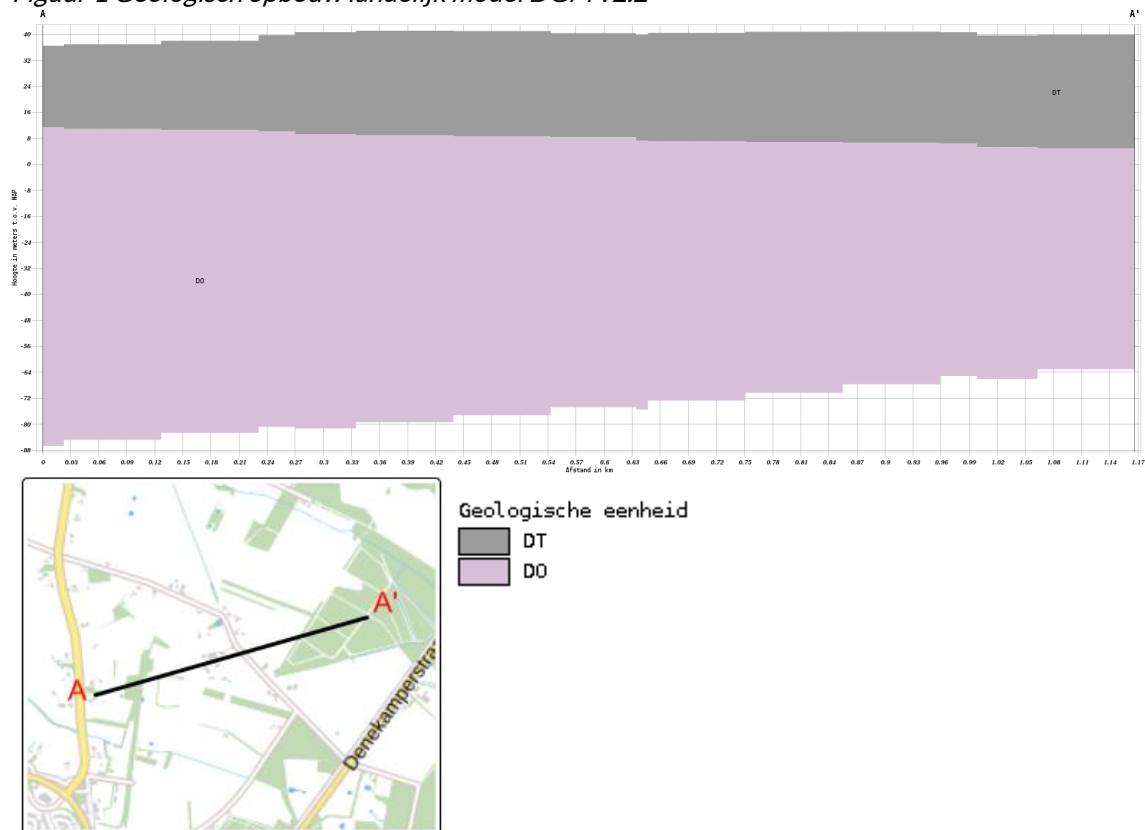 Figuur 1 Geologisch opbouw landelijk model DGM v2.2
A A'
40
32
24
16
8
0
-8
-16
-24
-32
-40
-48
-56
-64
-72
-80
-88
Hoogte in meters t.o.v. NAP
DT
DO
0 0.03 0.06 0.09 0.12 0.15 0.18 0.21 0.24 0.27 0.3 0.33 0.36 0.39 0.42 0.45 0.48 0.51 0.54 0.57 0.6 0.63 0.66 0.69 0.72 0.75 0.78 0.81 0.84 0.87 0.9 0.93 0.96 0.99 1.02 1.05 1.08 1.11 1.14 1.17
Afstand in km
A
A'
Denekamperstra
Geologische eenheid
DT
DO